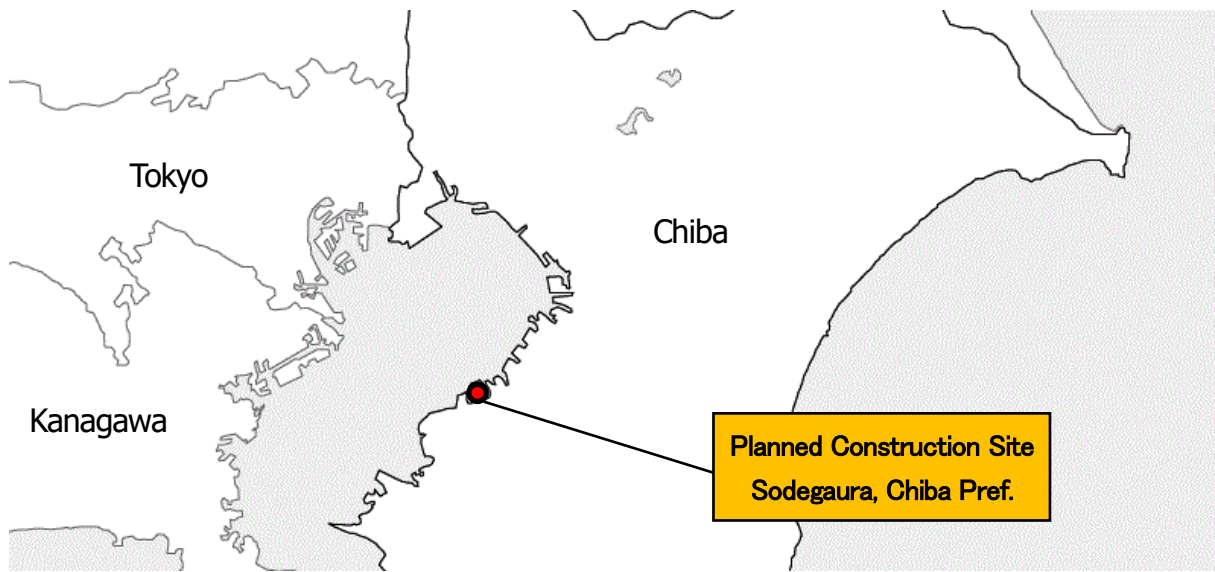 Tokyo
Chiba
Kanagawa
Planned Construction Site
Sodegaura, Chiba Pref.